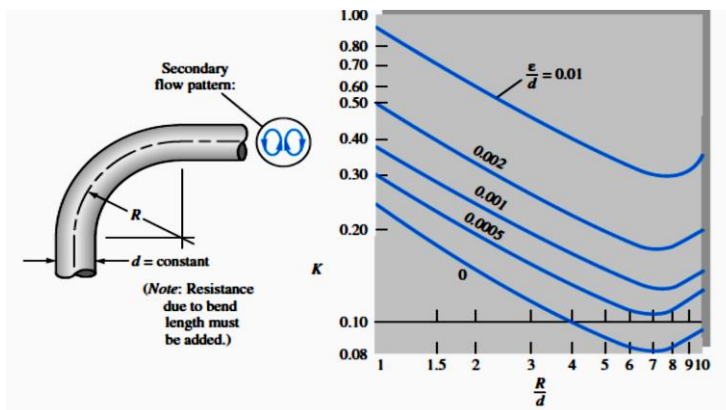 Secondary
flow pattern:
R
d = constant
(Note: Resistance
due to bend
length must
be added.)
K
1.00
0.80
0.70
0.60
0.50
0.40
0.30
0.20
0.10
0.08
ε/d = 0.01
0.002
0.001
0.0005
0
1 1.5 2 3 4 5 6 7 8 9 10
R/d